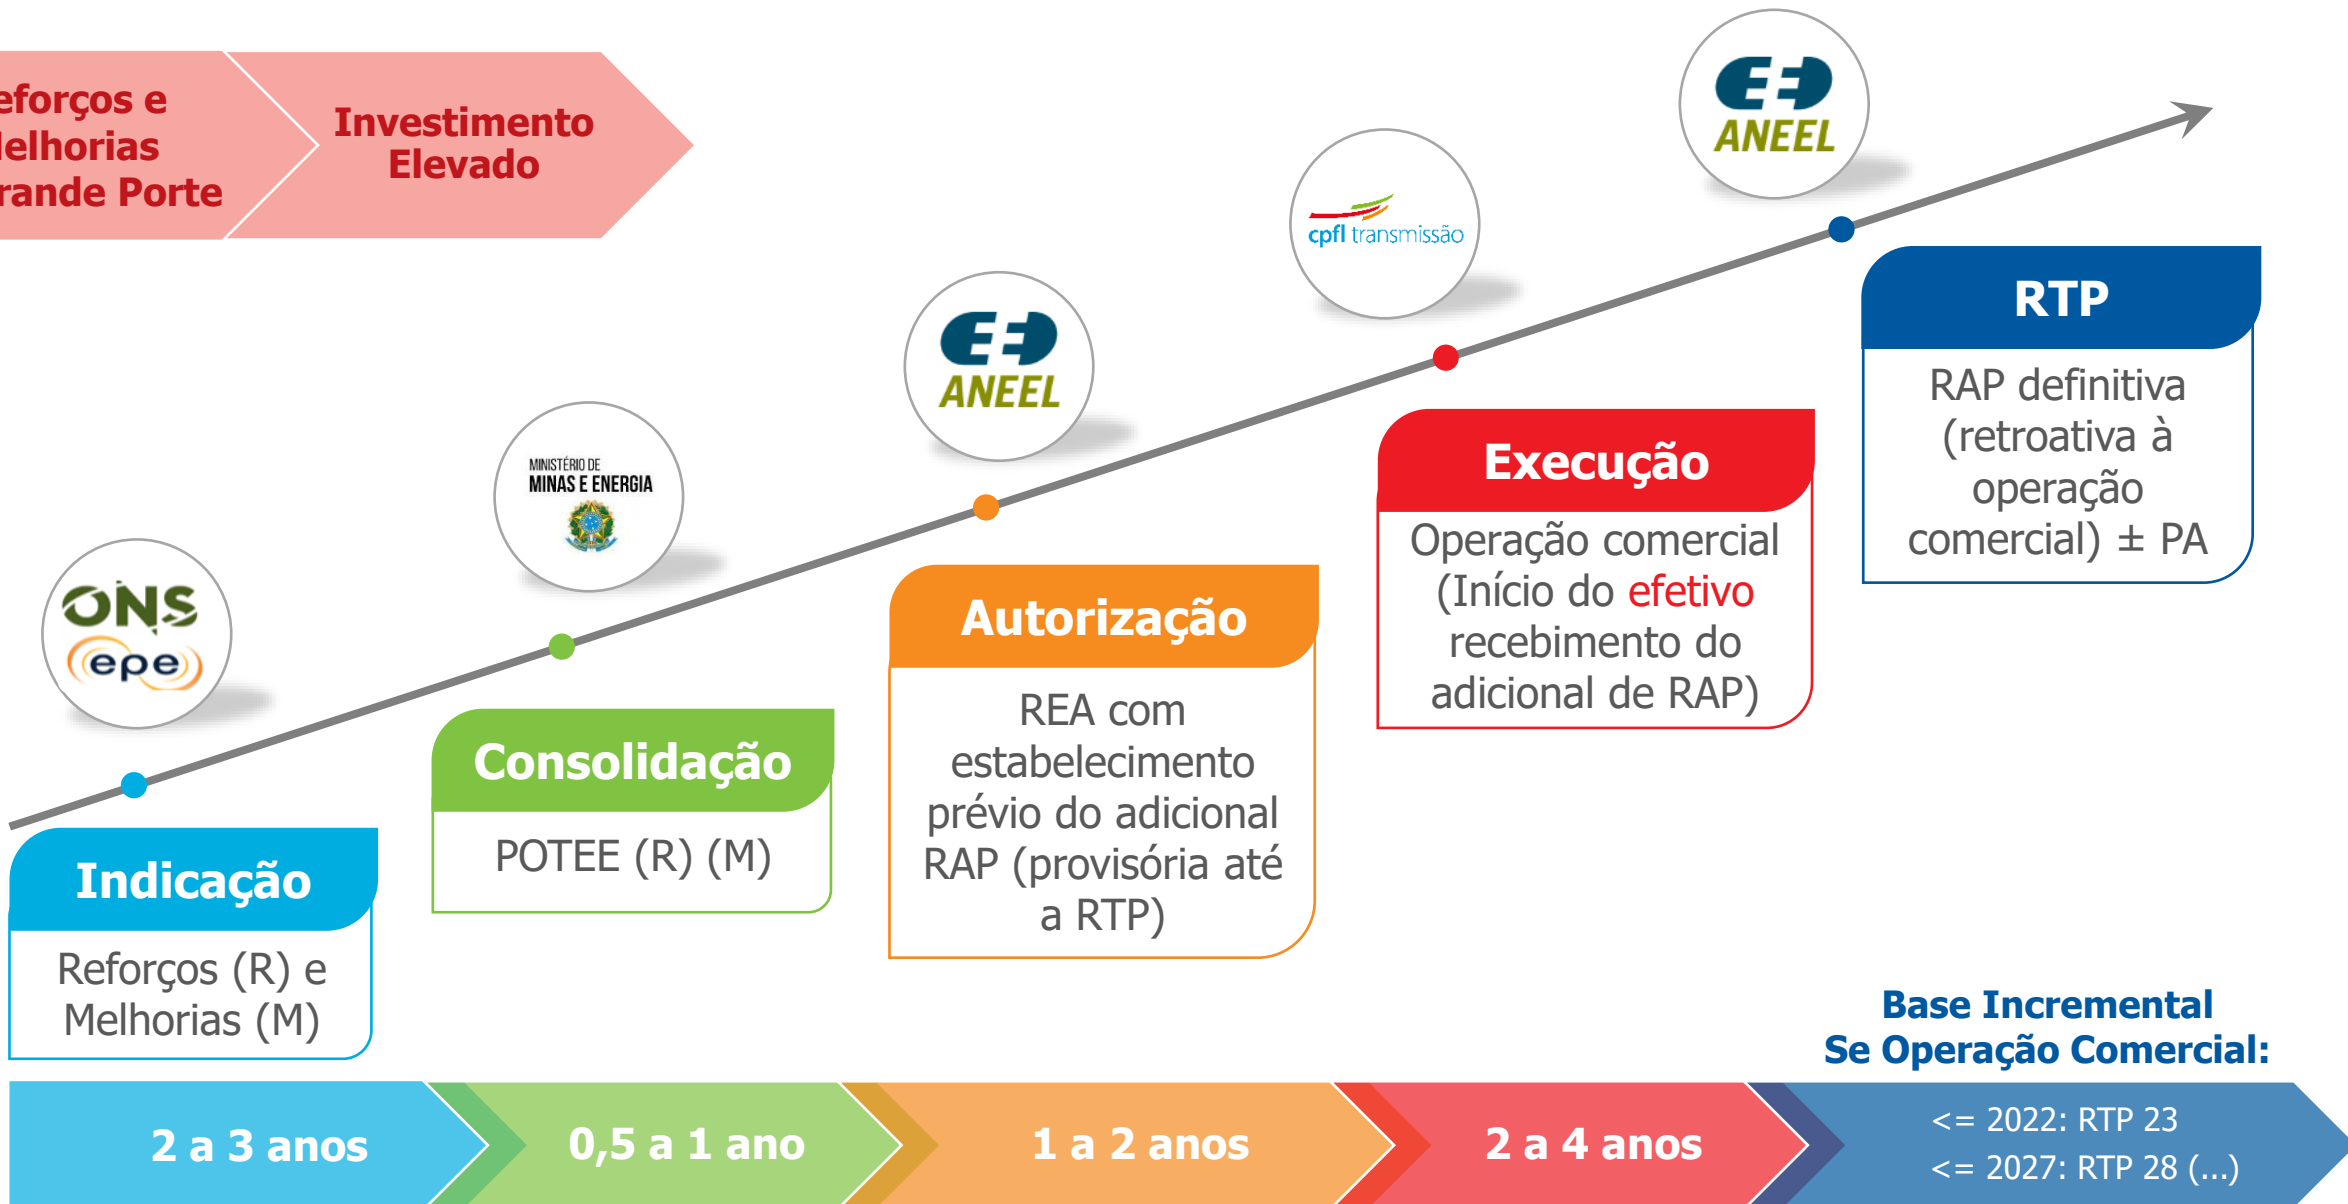 eforços e
elhorias
rande Porte
Investimento
Elevado
ANEEL
cpfl transmissão
ANEEL
MINISTÉRIO DE
MINAS E ENERGIA
ONS
epe
RTP
RAP definitiva
(retroativa à
operação
comercial) ± PA
Execução
Operação comercial
(Início do efetivo
recebimento do
adicional de RAP)
Autorização
REA com
estabelecimento
prévio do adicional
RAP (provisória até
a RTP)
Consolidação
POTEE (R) (M)
Indicação
Reforços (R) e
Melhorias (M)
Base Incremental
Se Operação Comercial:
2 a 3 anos
0,5 a 1 ano
1 a 2 anos
2 a 4 anos
<= 2022: RTP 23
<= 2027: RTP 28 (...)